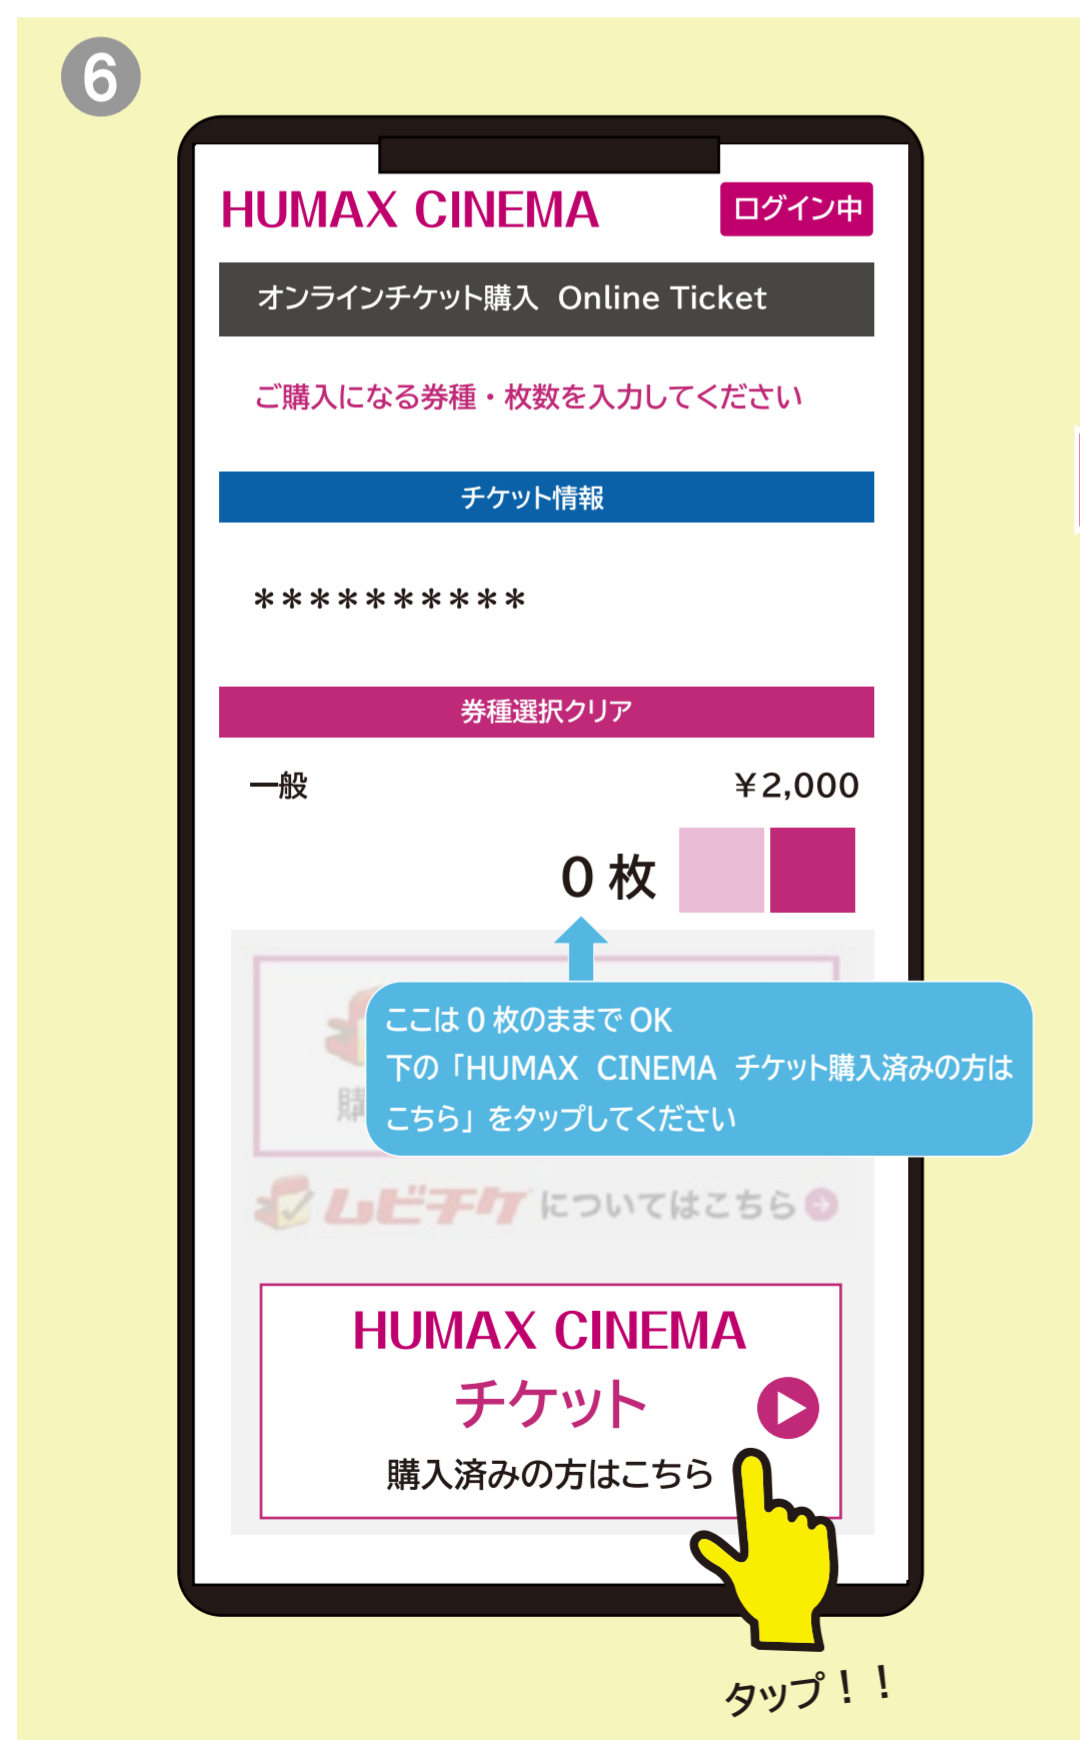 6
HUMAX CINEMA
ログイン中
オンラインチケット購入 Online Ticket
ご購入になる券種・枚数を入力してください
チケット情報
**********
券種選択クリア
一般 ¥2,000
0 枚
ここは 0 枚のままで OK
下の「HUMAX CINEMA チケット購入済みの方は
こちら」をタップしてください
購
ムビチケ についてはこちら
HUMAX CINEMA
チケット
購入済みの方はこちら
タップ！！